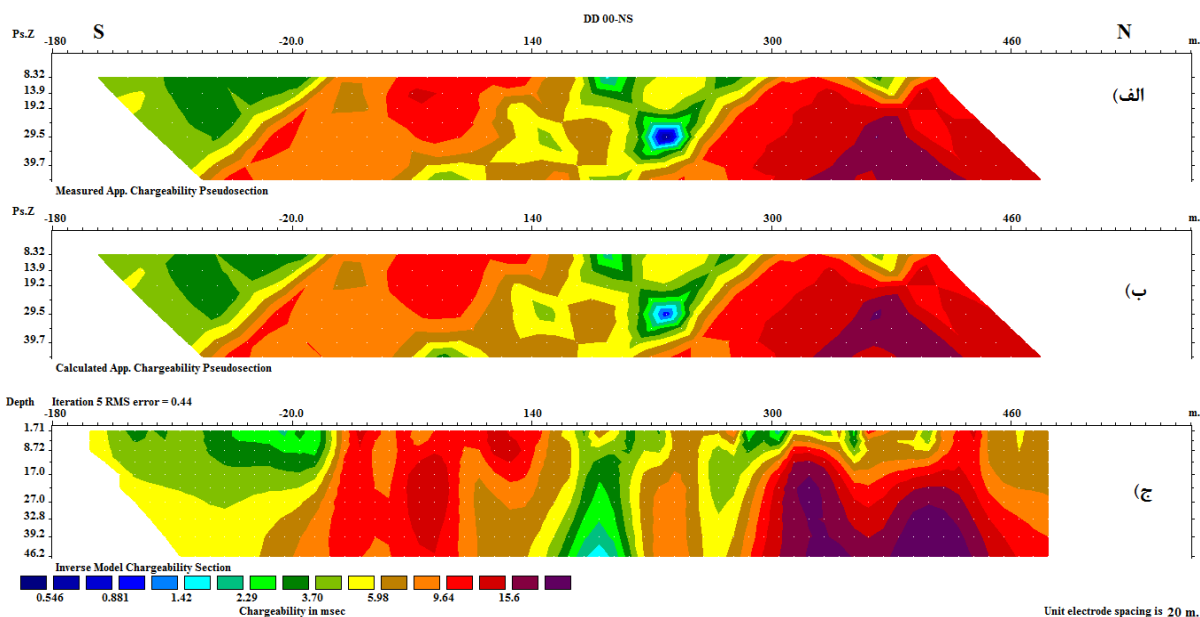 DD 00-NS
S
N
Ps.Z
-180 -20.0 140 300 460 m.
8.32
13.9
19.2
29.5
39.7
الف)
Measured App. Chargeability Pseudosection
Ps.Z
-180 -20.0 140 300 460 m.
8.32
13.9
19.2
29.5
39.7
ب)
Calculated App. Chargeability Pseudosection
Depth Iteration 5 RMS error = 0.44
-180 -20.0 140 300 460 m.
1.71
8.72
17.0
27.0
32.8
39.2
46.2
ج)
Inverse Model Chargeability Section
0.546 0.881 1.42 2.29 3.70 5.98 9.64 15.6
Chargeability in msec
Unit electrode spacing is 20 m.